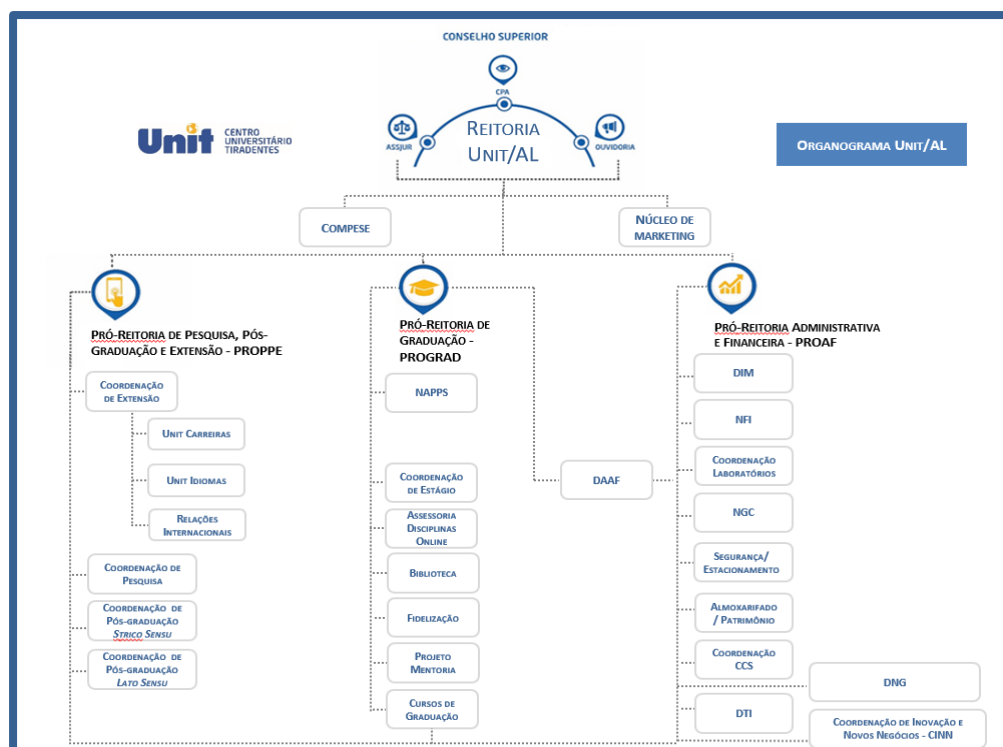 CONSELHO SUPERIOR
CPA
ASSJUR
REITORIA
UNIT/AL
OUVIDORIA
Unit
CENTRO
UNIVERSITÁRIO
TIRADENTES
ORGANOGRAMA UNIT/AL
COMPESE
NÚCLEO DE
MARKETING
PRÓ-REITORIA DE PESQUISA, PÓS-
GRADUAÇÃO E EXTENSÃO - PROPPE
COORDENAÇÃO
DE EXTENSÃO
UNIT CARREIRAS
UNIT IDIOMAS
RELAÇÕES
INTERNACIONAIS
COORDENAÇÃO DE
PESQUISA
COORDENAÇÃO DE
PÓS-GRADUAÇÃO
STRICO SENSU
COORDENAÇÃO DE
PÓS-GRADUAÇÃO
LATO SENSU
PRÓ-REITORIA DE
GRADUAÇÃO -
PROGRAD
NAPPS
COORDENAÇÃO
DE ESTÁGIO
ASSESSORIA
DISCIPLINAS
ONLINE
BIBLIOTECA
FIDELIZAÇÃO
PROJETO
MENTORIA
CURSOS DE
GRADUAÇÃO
DAAF
PRÓ-REITORIA ADMINISTRATIVA
E FINANCEIRA - PROAF
DIM
NFI
COORDENAÇÃO
LABORATÓRIOS
NGC
SEGURANÇA/
ESTACIONAMENTO
ALMOXARIFADO
/ PATRIMÔNIO
COORDENAÇÃO
CCS
DNG
DTI
COORDENAÇÃO DE INOVAÇÃO E
NOVOS NEGÓCIOS - CINN